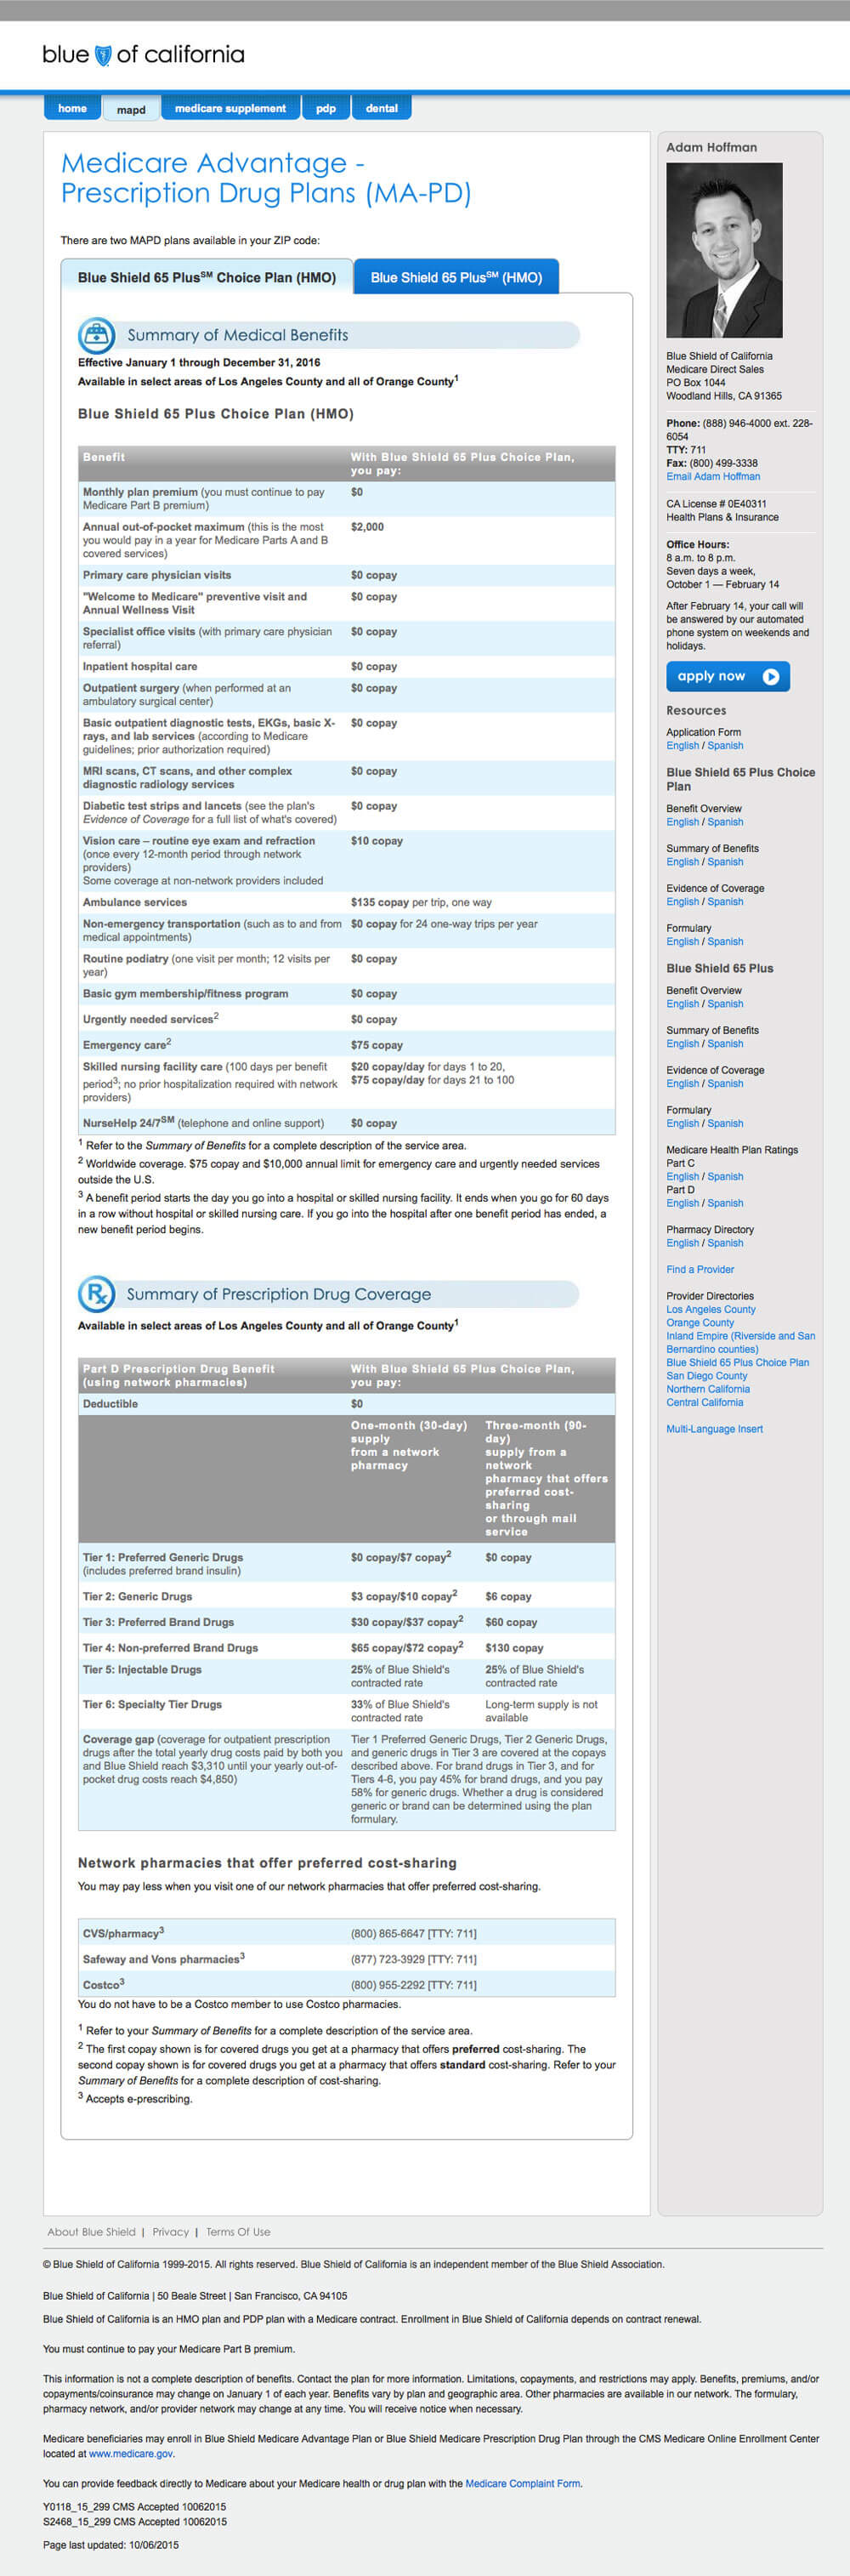 blue of california
home mapd medicare supplement pdp dental
Medicare Advantage -
Prescription Drug Plans (MA-PD)
There are two MAPD plans available in your ZIP code:
Blue Shield 65 Plus℠ Choice Plan (HMO) Blue Shield 65 Plus℠ (HMO)
Summary of Medical Benefits
Effective January 1 through December 31, 2016
Available in select areas of Los Angeles County and all of Orange County¹
Blue Shield 65 Plus Choice Plan (HMO)
Benefit With Blue Shield 65 Plus Choice Plan,
you pay:
Monthly plan premium (you must continue to pay $0
Medicare Part B premium)
Annual out-of-pocket maximum (this is the most $2,000
you would pay in a year for Medicare Parts A and B
covered services)
Primary care physician visits $0 copay
"Welcome to Medicare" preventive visit and $0 copay
Annual Wellness Visit
Specialist office visits (with primary care physician $0 copay
referral)
Inpatient hospital care $0 copay
Outpatient surgery (when performed at an $0 copay
ambulatory surgical center)
Basic outpatient diagnostic tests, EKGs, basic X- $0 copay
rays, and lab services (according to Medicare
guidelines; prior authorization required)
MRI scans, CT scans, and other complex $0 copay
diagnostic radiology services
Diabetic test strips and lancets (see the plan's $0 copay
Evidence of Coverage for a full list of what's covered)
Vision care – routine eye exam and refraction $10 copay
(once every 12-month period through network
providers)
Some coverage at non-network providers included
Ambulance services $135 copay per trip, one way
Non-emergency transportation (such as to and from $0 copay for 24 one-way trips per year
medical appointments)
Routine podiatry (one visit per month; 12 visits per $0 copay
year)
Basic gym membership/fitness program $0 copay
Urgently needed services² $0 copay
Emergency care² $75 copay
Skilled nursing facility care (100 days per benefit $20 copay/day for days 1 to 20,
period³; no prior hospitalization required with network $75 copay/day for days 21 to 100
providers)
NurseHelp 24/7℠ (telephone and online support) $0 copay
¹ Refer to the Summary of Benefits for a complete description of the service area.
² Worldwide coverage. $75 copay and $10,000 annual limit for emergency care and urgently needed services
outside the U.S.
³ A benefit period starts the day you go into a hospital or skilled nursing facility. It ends when you go for 60 days
in a row without hospital or skilled nursing care. If you go into the hospital after one benefit period has ended, a
new benefit period begins.
Rx Summary of Prescription Drug Coverage
Available in select areas of Los Angeles County and all of Orange County¹
Part D Prescription Drug Benefit With Blue Shield 65 Plus Choice Plan,
(using network pharmacies) you pay:
Deductible $0
One-month (30-day) Three-month (90-
supply day)
from a network supply from a
pharmacy network
pharmacy that offers
preferred cost-
sharing
or through mail
service
Tier 1: Preferred Generic Drugs $0 copay/$7 copay² $0 copay
(includes preferred brand insulin)
Tier 2: Generic Drugs $3 copay/$10 copay² $6 copay
Tier 3: Preferred Brand Drugs $30 copay/$37 copay² $60 copay
Tier 4: Non-preferred Brand Drugs $65 copay/$72 copay² $130 copay
Tier 5: Injectable Drugs 25% of Blue Shield's 25% of Blue Shield's
contracted rate contracted rate
Tier 6: Specialty Tier Drugs 33% of Blue Shield's Long-term supply is not
contracted rate available
Coverage gap (coverage for outpatient prescription Tier 1 Preferred Generic Drugs, Tier 2 Generic Drugs,
drugs after the total yearly drug costs paid by both you and generic drugs in Tier 3 are covered at the copays
and Blue Shield reach $3,310 until your yearly out-of- described above. For brand drugs in Tier 3, and for
pocket drug costs reach $4,850) Tiers 4-6, you pay 45% for brand drugs, and you pay
58% for generic drugs. Whether a drug is considered
generic or brand can be determined using the plan
formulary.
Network pharmacies that offer preferred cost-sharing
You may pay less when you visit one of our network pharmacies that offer preferred cost-sharing.
CVS/pharmacy³ (800) 865-6647 [TTY: 711]
Safeway and Vons pharmacies³ (877) 723-3929 [TTY: 711]
Costco³ (800) 955-2292 [TTY: 711]
You do not have to be a Costco member to use Costco pharmacies.
¹ Refer to your Summary of Benefits for a complete description of the service area.
² The first copay shown is for covered drugs you get at a pharmacy that offers preferred cost-sharing. The
second copay shown is for covered drugs you get at a pharmacy that offers standard cost-sharing. Refer to your
Summary of Benefits for a complete description of cost-sharing.
³ Accepts e-prescribing.
Adam Hoffman
Blue Shield of California
Medicare Direct Sales
PO Box 1044
Woodland Hills, CA 91365
Phone: (888) 946-4000 ext. 228-
6054
TTY: 711
Fax: (800) 499-3338
Email Adam Hoffman
CA License # 0E40311
Health Plans & Insurance
Office Hours:
8 a.m. to 8 p.m.
Seven days a week,
October 1 — February 14
After February 14, your call will
be answered by our automated
phone system on weekends and
holidays.
apply now
Resources
Application Form
English / Spanish
Blue Shield 65 Plus Choice
Plan
Benefit Overview
English / Spanish
Summary of Benefits
English / Spanish
Evidence of Coverage
English / Spanish
Formulary
English / Spanish
Blue Shield 65 Plus
Benefit Overview
English / Spanish
Summary of Benefits
English / Spanish
Evidence of Coverage
English / Spanish
Formulary
English / Spanish
Medicare Health Plan Ratings
Part C
English / Spanish
Part D
English / Spanish
Pharmacy Directory
English / Spanish
Find a Provider
Provider Directories
Los Angeles County
Orange County
Inland Empire (Riverside and San
Bernardino counties)
Blue Shield 65 Plus Choice Plan
San Diego County
Northern California
Central California
Multi-Language Insert
About Blue Shield | Privacy | Terms Of Use
© Blue Shield of California 1999-2015. All rights reserved. Blue Shield of California is an independent member of the Blue Shield Association.
Blue Shield of California | 50 Beale Street | San Francisco, CA 94105
Blue Shield of California is an HMO plan and PDP plan with a Medicare contract. Enrollment in Blue Shield of California depends on contract renewal.
You must continue to pay your Medicare Part B premium.
This information is not a complete description of benefits. Contact the plan for more information. Limitations, copayments, and restrictions may apply. Benefits, premiums, and/or
copayments/coinsurance may change on January 1 of each year. Benefits vary by plan and geographic area. Other pharmacies are available in our network. The formulary,
pharmacy network, and/or provider network may change at any time. You will receive notice when necessary.
Medicare beneficiaries may enroll in Blue Shield Medicare Advantage Plan or Blue Shield Medicare Prescription Drug Plan through the CMS Medicare Online Enrollment Center
located at www.medicare.gov.
You can provide feedback directly to Medicare about your Medicare health or drug plan with the Medicare Complaint Form.
Y0118_15_299 CMS Accepted 10062015
S2468_15_299 CMS Accepted 10062015
Page last updated: 10/06/2015